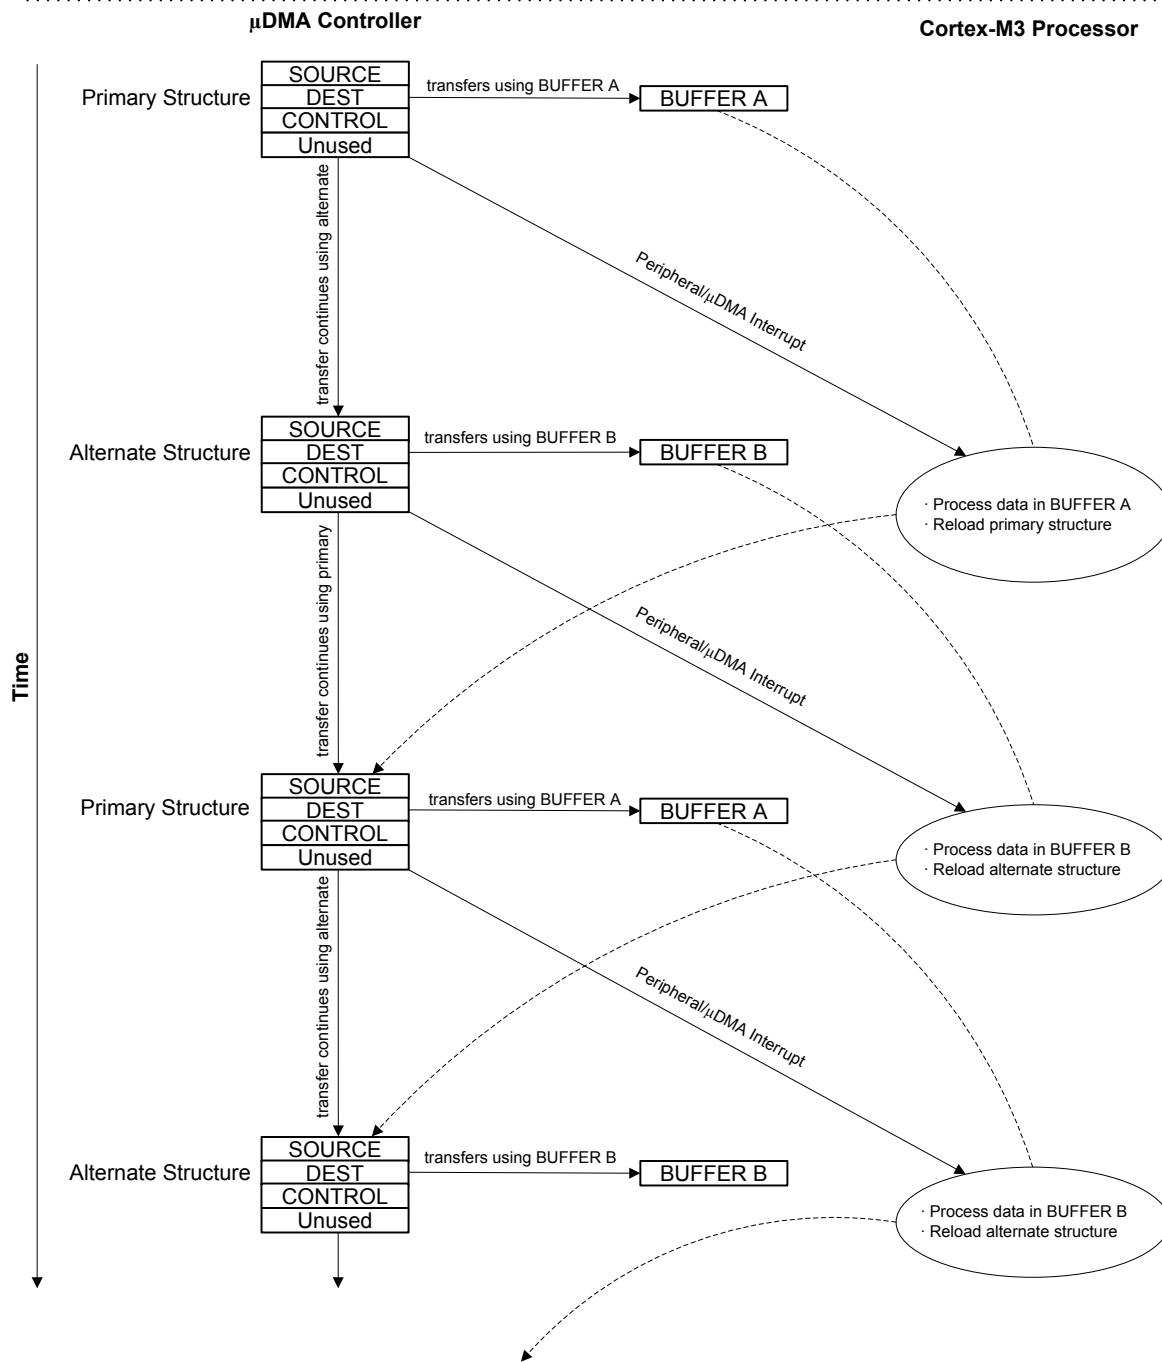 µDMA Controller
Cortex-M3 Processor
Time
Primary Structure
SOURCE
DEST
CONTROL
Unused
transfers using BUFFER A
BUFFER A
transfer continues using alternate
Peripheral/µDMA Interrupt
Alternate Structure
SOURCE
DEST
CONTROL
Unused
transfers using BUFFER B
BUFFER B
· Process data in BUFFER A
· Reload primary structure
transfer continues using primary
Peripheral/µDMA Interrupt
Primary Structure
SOURCE
DEST
CONTROL
Unused
transfers using BUFFER A
BUFFER A
· Process data in BUFFER B
· Reload alternate structure
transfer continues using alternate
Peripheral/µDMA Interrupt
Alternate Structure
SOURCE
DEST
CONTROL
Unused
transfers using BUFFER B
BUFFER B
· Process data in BUFFER B
· Reload alternate structure